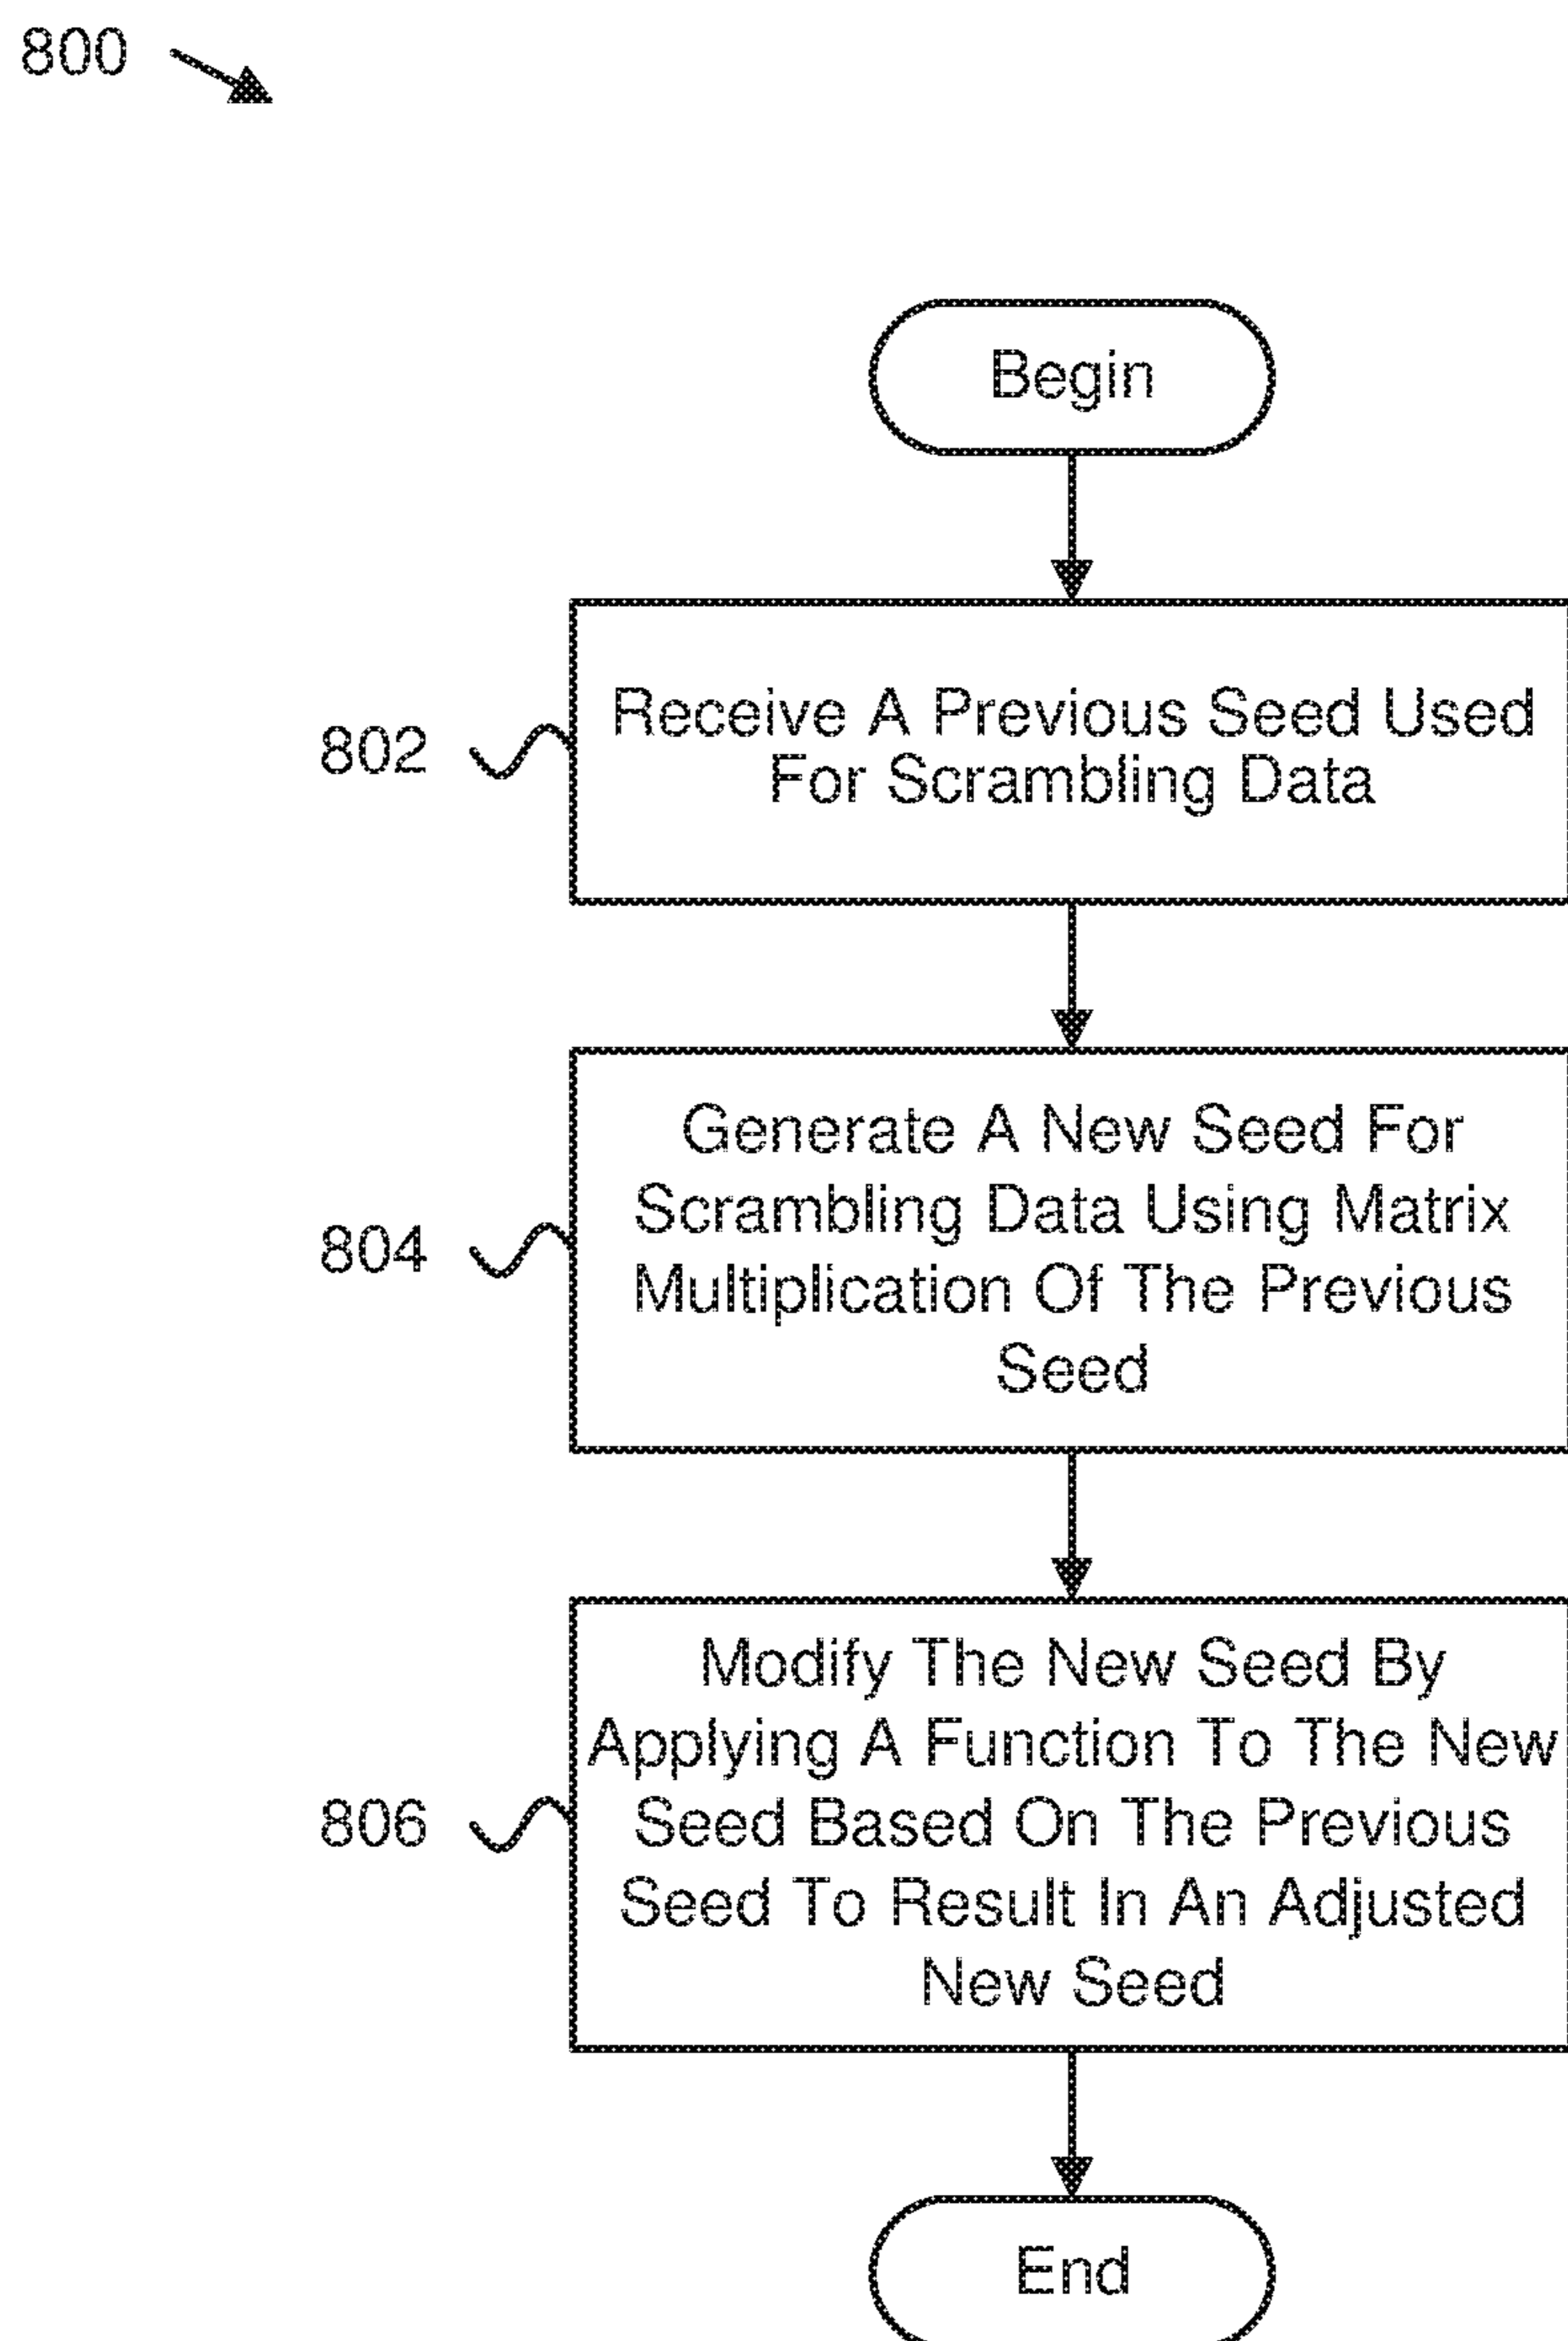 800
Begin
802
Receive A Previous Seed Used
For Scrambling Data
804
Generate A New Seed For
Scrambling Data Using Matrix
Multiplication Of The Previous
Seed
806
Modify The New Seed By
Applying A Function To The New
Seed Based On The Previous
Seed To Result In An Adjusted
New Seed
End